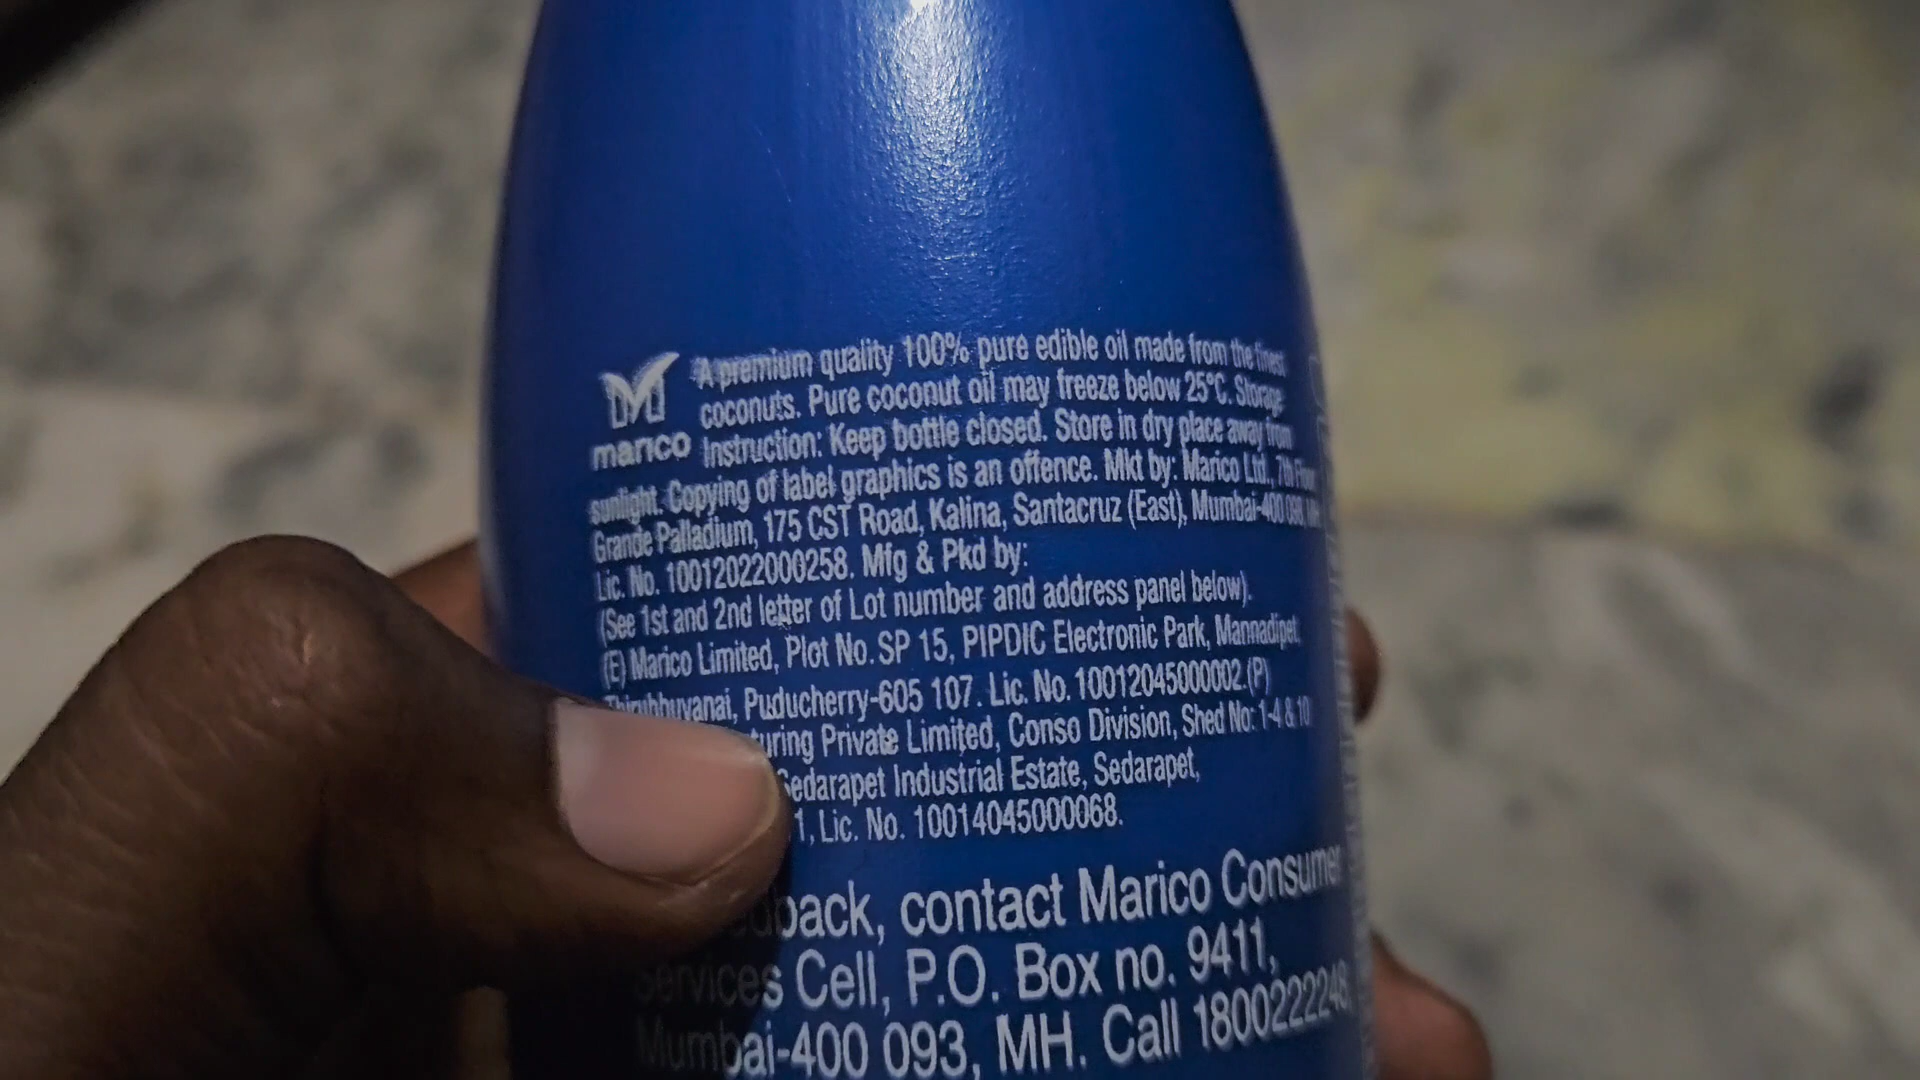 marico
A premium quality 100% pure edible oil made from the finest
coconuts. Pure coconut oil may freeze below 25°C. Storage
Instruction: Keep bottle closed. Store in dry place away from
sunlight. Copying of label graphics is an offence. Mkt by: Marico Ltd., 7th Floor
Grande Palladium, 175 CST Road, Kalina, Santacruz (East), Mumbai-400
Lic. No. 10012022000258. Mfg & Pkd by:
(See 1st and 2nd letter of Lot number and address panel below).
(E) Marico Limited, Plot No. SP 15, PIPDIC Electronic Park, Mannadipet,
Thirubhuvanai, Puducherry-605 107. Lic. No. 10012045000002.(P)
Private Limited, Conso Division, Shed No: 1-4 & 10
Sedarapet Industrial Estate, Sedarapet,
1, Lic. No. 10014045000068.
contact Marico Consumer
Services Cell, P.O. Box no. 9411,
Mumbai-400 093, MH. Call